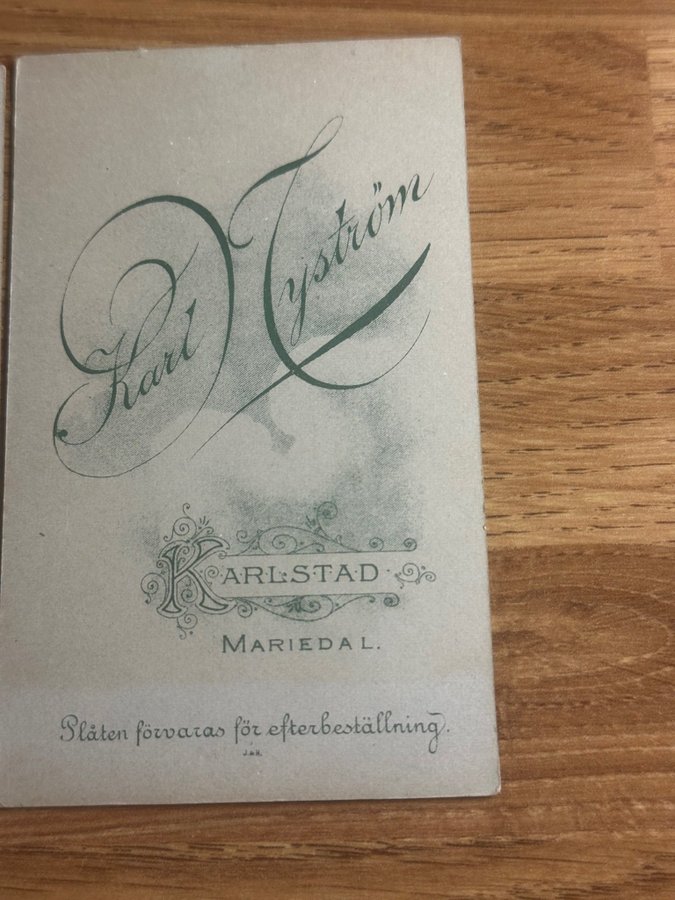 Karl Nyström
KARLSTAD
MARIEDAL.
Plåten förvaras för efterbeställning.
J & H.